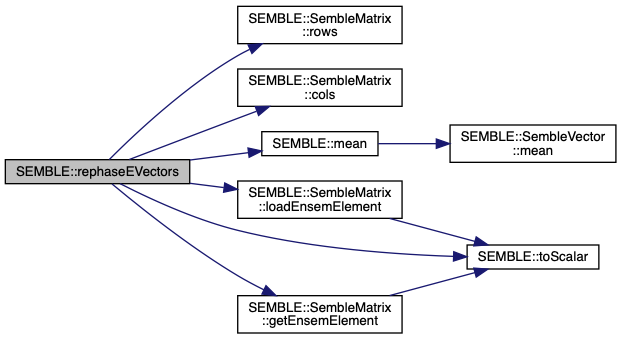 SEMBLE::SembleMatrix
::rows
SEMBLE::SembleMatrix
::cols
SEMBLE::mean
SEMBLE::SembleVector
::mean
SEMBLE::rephaseEVectors
SEMBLE::SembleMatrix
::loadEnsemElement
SEMBLE::toScalar
SEMBLE::SembleMatrix
::getEnsemElement